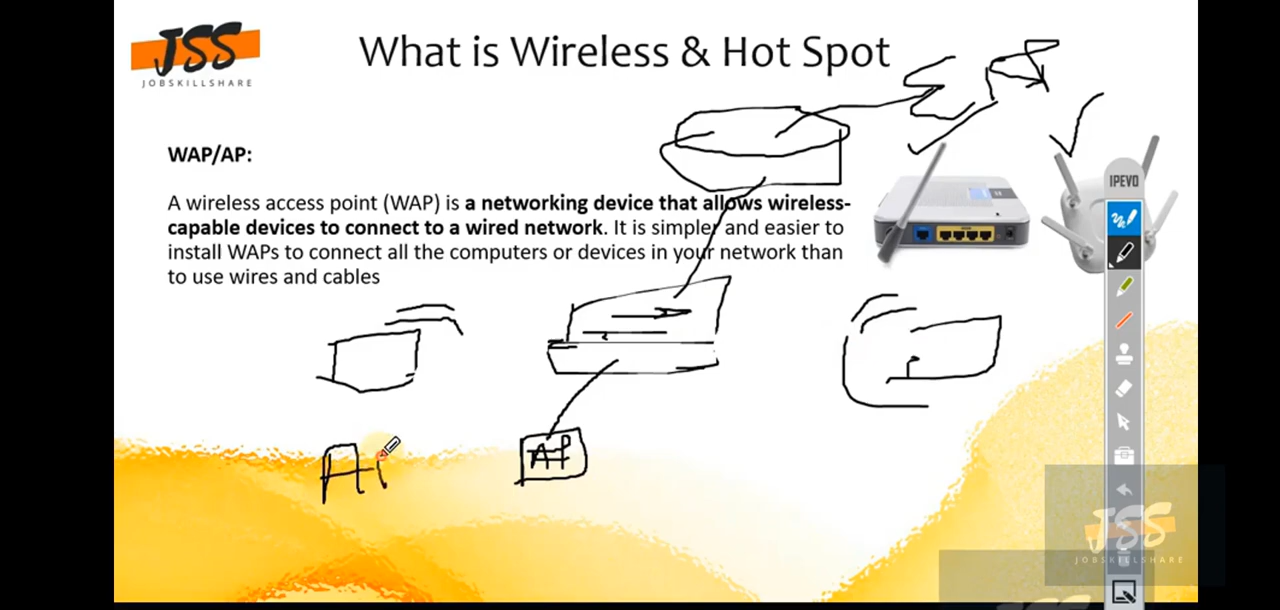 JSS
JOBSKILLSHARE
What is Wireless & Hot Spot
WAP/AP:
A wireless access point (WAP) is a networking device that allows wireless-
capable devices to connect to a wired network. It is simpler and easier to
install WAPs to connect all the computers or devices in your network than
to use wires and cables
IPEVO
AP
JSS
JOBSKILLSHARE